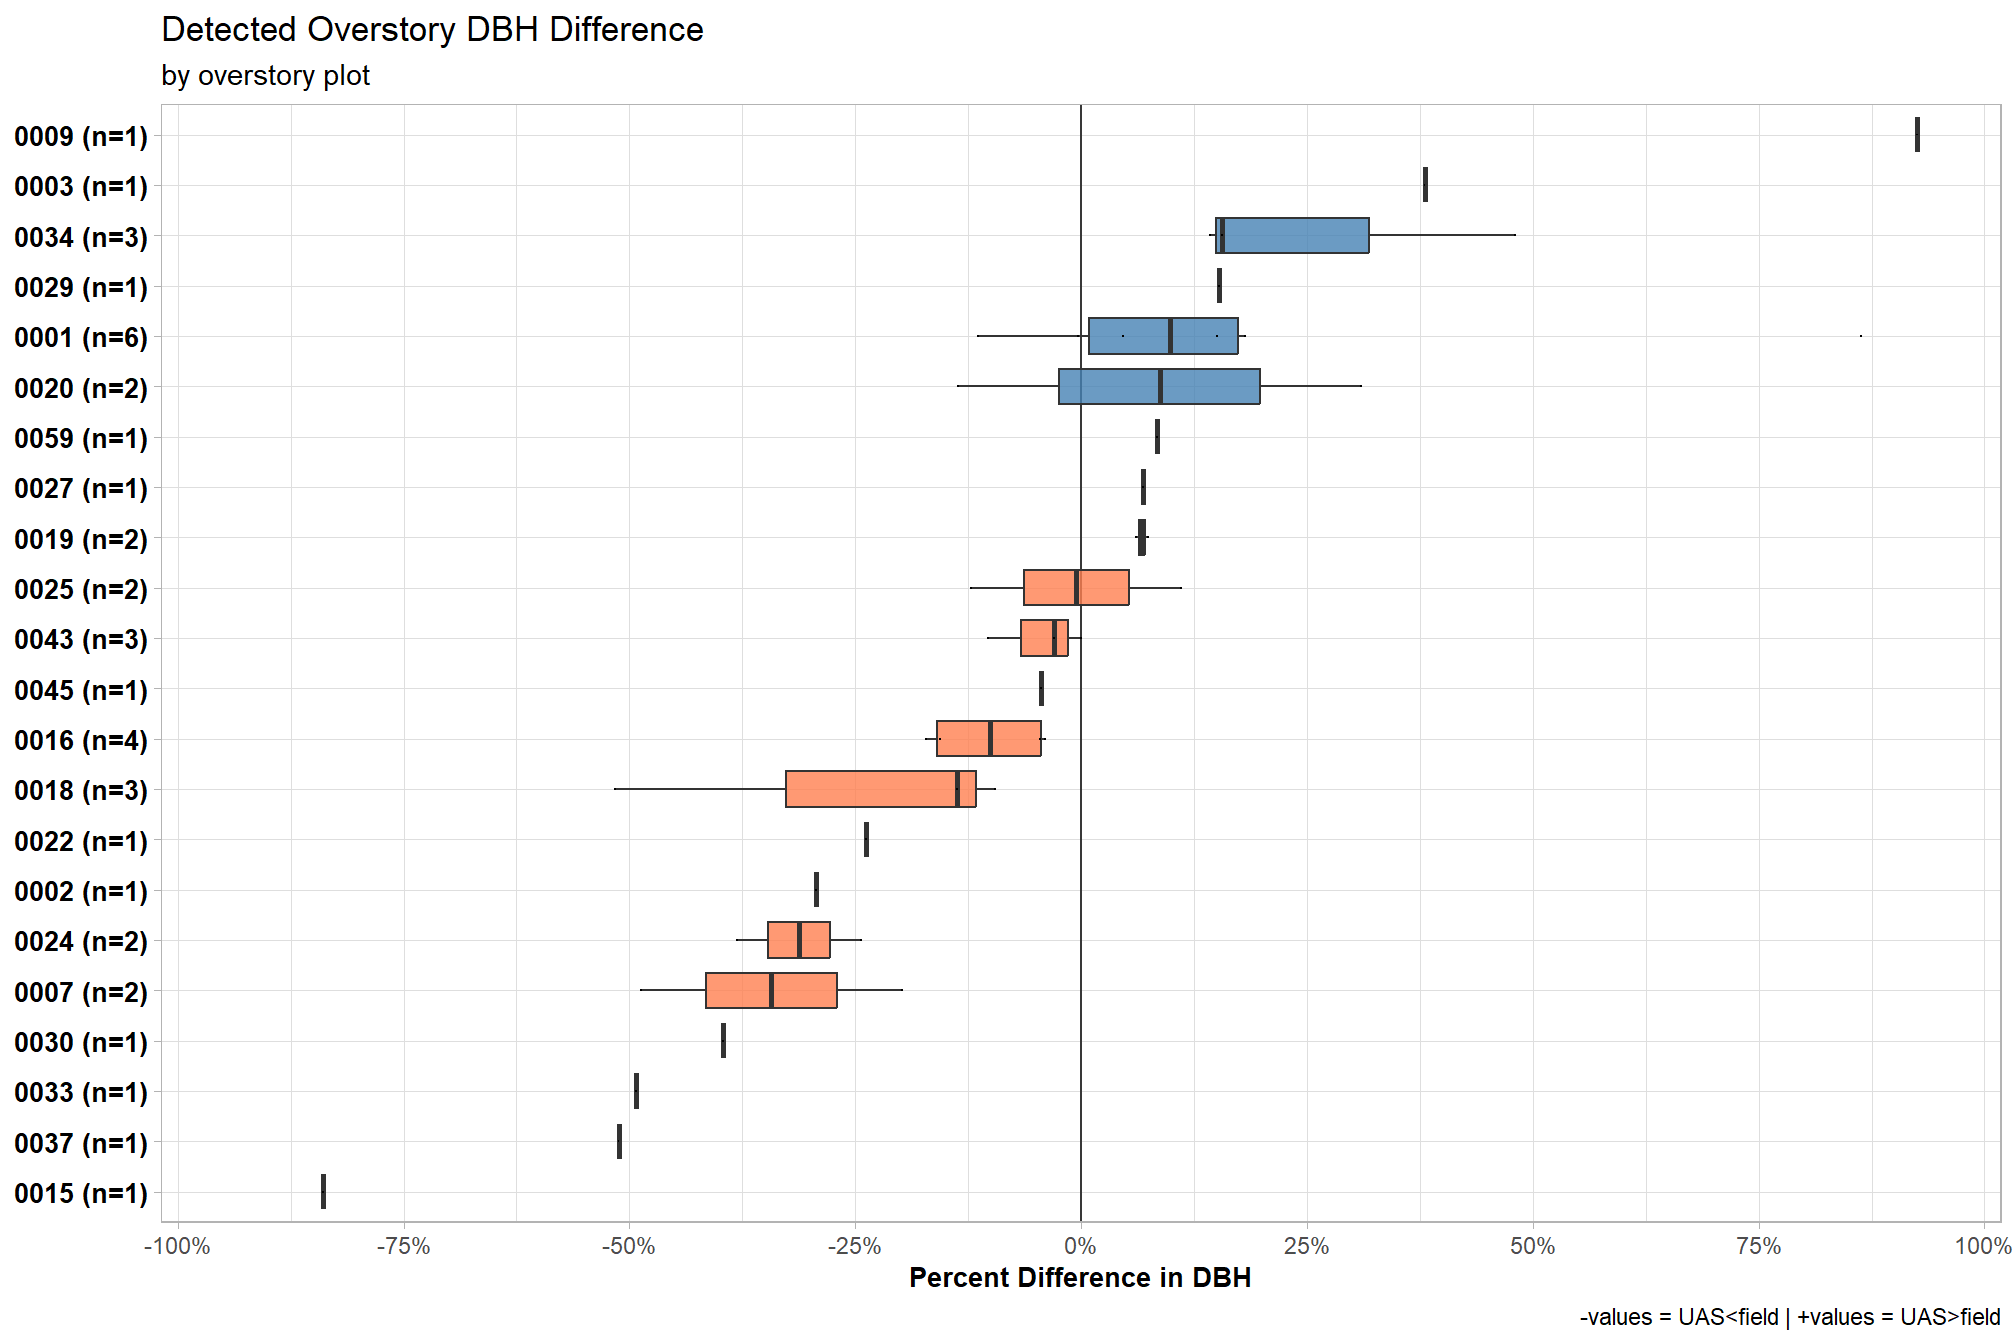 Detected Overstory DBH Difference
by overstory plot
0009 (n=1)
0003 (n=1)
0034 (n=3)
0029 (n=1)
0001 (n=6)
0020 (n=2)
0059 (n=1)
0027 (n=1)
0019 (n=2)
0025 (n=2)
0043 (n=3)
0045 (n=1)
0016 (n=4)
0018 (n=3)
0022 (n=1)
0002 (n=1)
0024 (n=2)
0007 (n=2)
0030 (n=1)
0033 (n=1)
0037 (n=1)
0015 (n=1)
-100% -75% -50% -25% 0% 25% 50% 75% 100%
Percent Difference in DBH
-values = UAS<field | +values = UAS>field